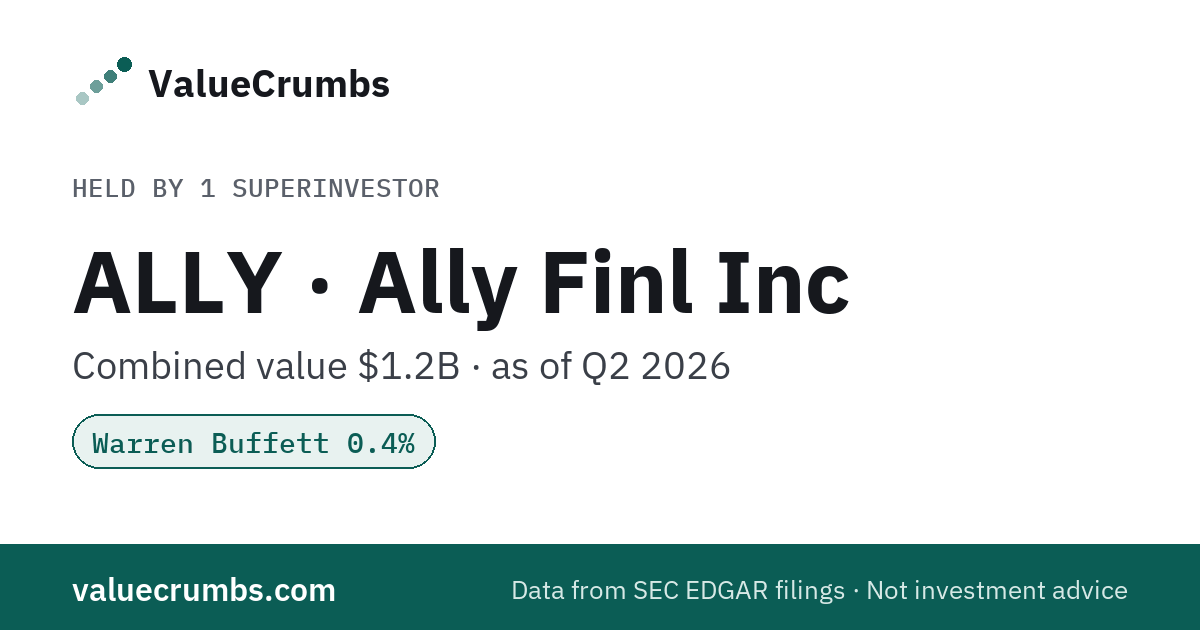 ValueCrumbs
HELD BY 1 SUPERINVESTOR
ALLY · Ally Finl Inc
Combined value $1.2B · as of Q2 2026
Warren Buffett 0.4%
valuecrumbs.com
Data from SEC EDGAR filings · Not investment advice